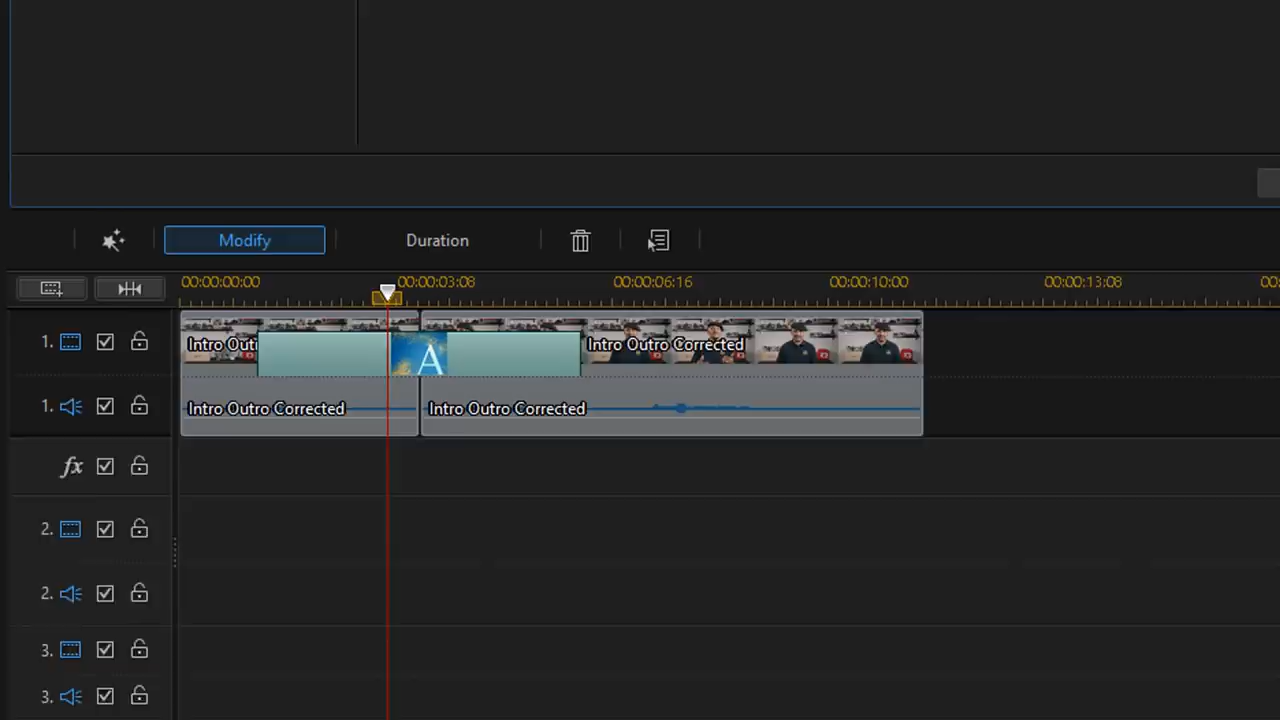 Modify
Duration
00:00:00:00
00:00:03:08
00:00:06:16
00:00:10:00
00:00:13:08
00:
1.
Intro Outr
A
Intro Outro Corrected
1.
Intro Outro Corrected
Intro Outro Corrected
fx
2.
2.
3.
3.